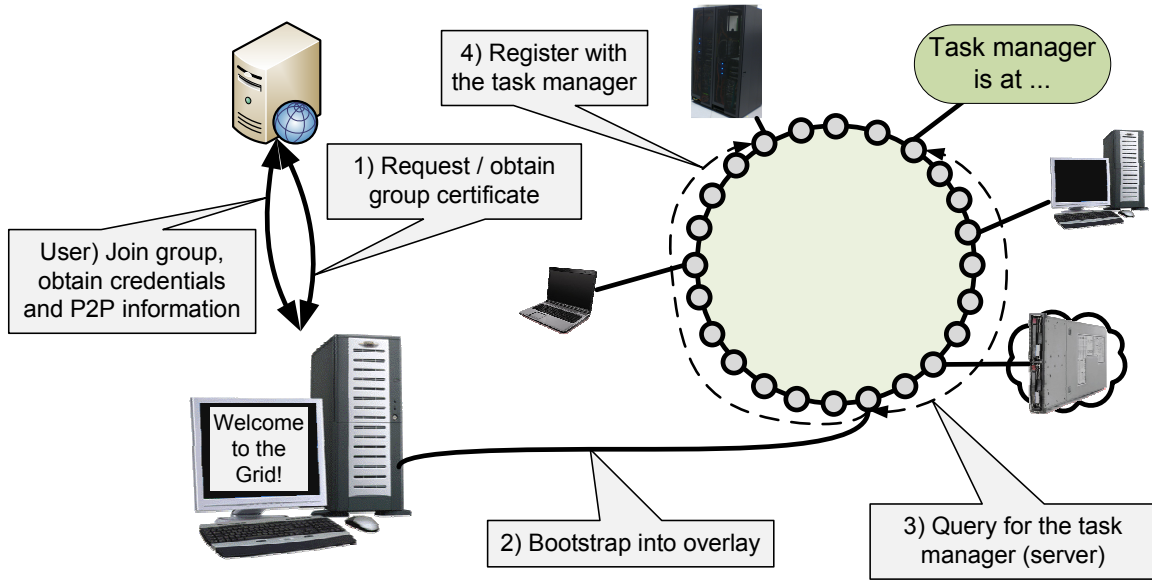 4) Register with
the task manager
Task manager
is at ...
1) Request / obtain
group certificate
User) Join group,
obtain credentials
and P2P information
Welcome
to the
Grid!
2) Bootstrap into overlay
3) Query for the task
manager (server)